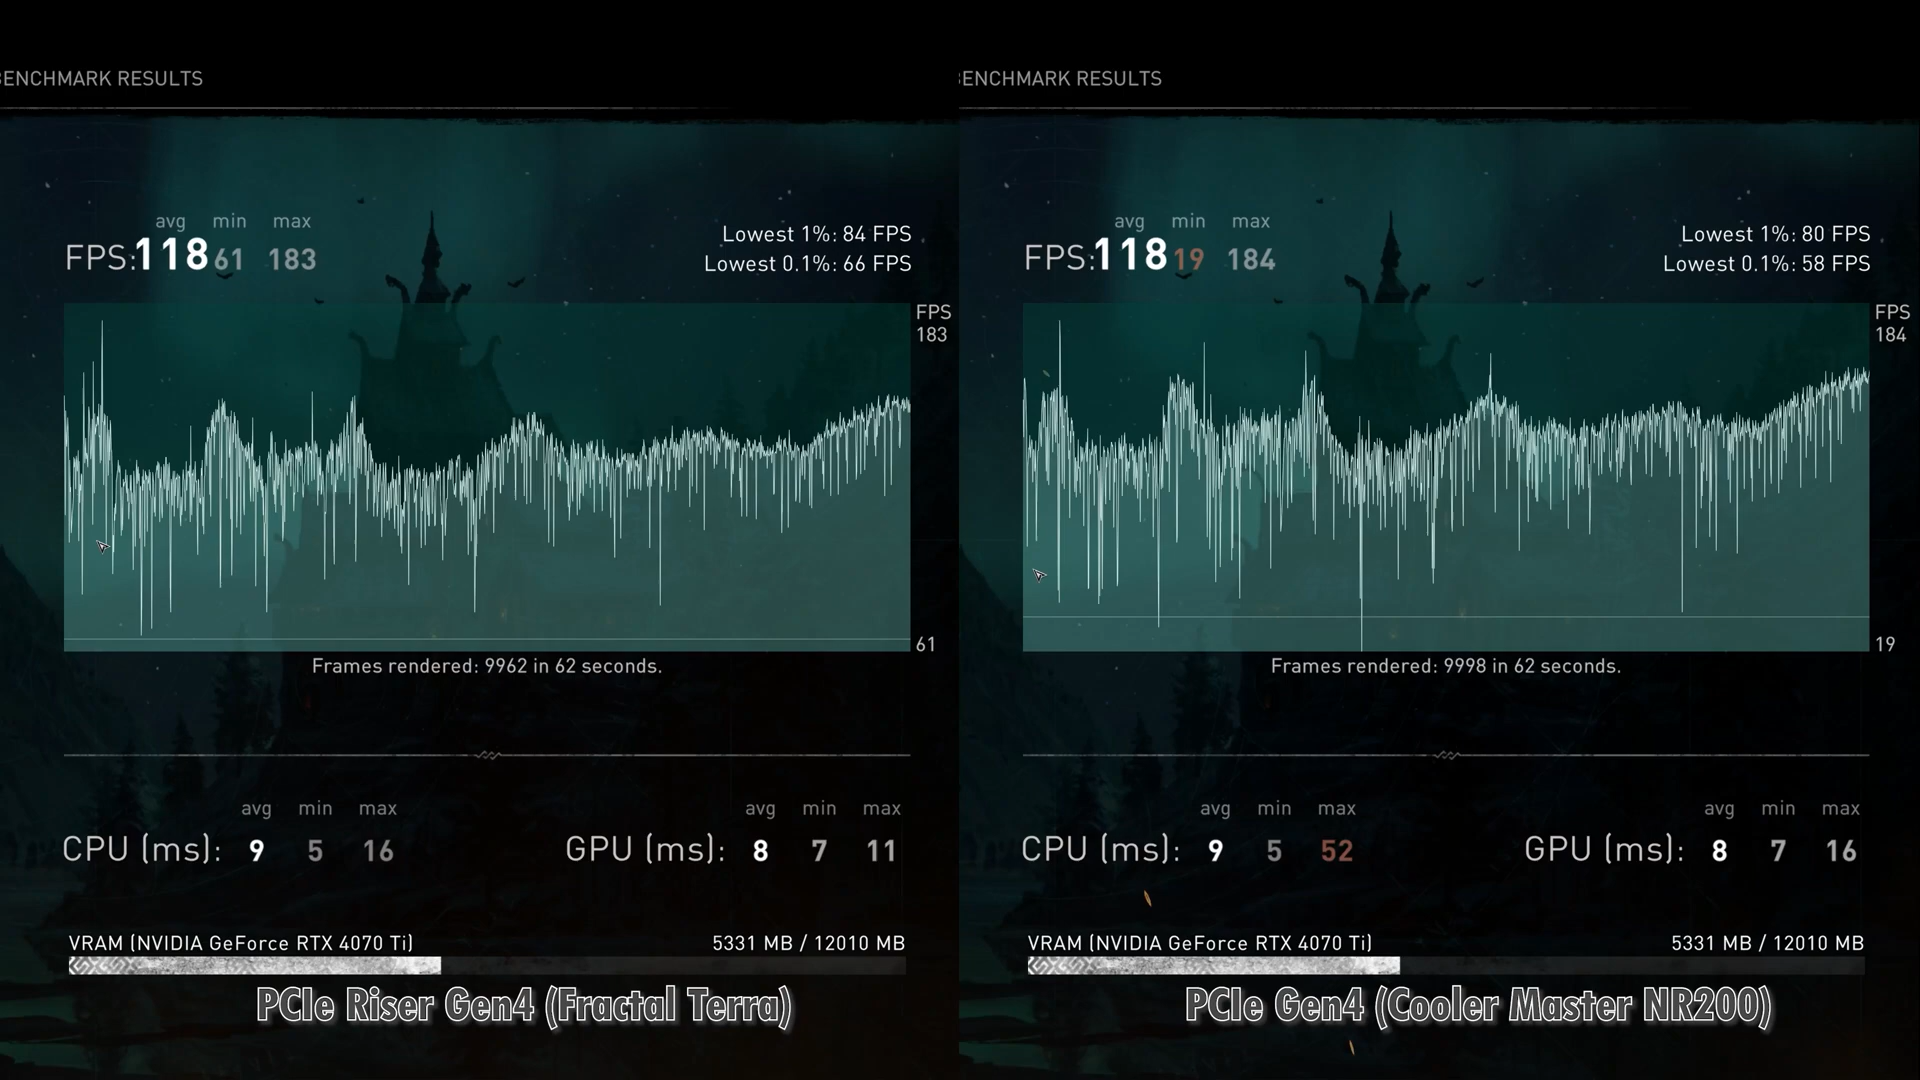 BENCHMARK RESULTS
avg min max
FPS: 118 61 183
Lowest 1%: 84 FPS
Lowest 0.1%: 66 FPS
FPS
183
61
Frames rendered: 9962 in 62 seconds.
avg min max
CPU (ms): 9 5 16
avg min max
GPU (ms): 8 7 11
VRAM (NVIDIA GeForce RTX 4070 Ti) 5331 MB / 12010 MB
PCIe Riser Gen4 (Fractal Terra)
BENCHMARK RESULTS
avg min max
FPS: 118 19 184
Lowest 1%: 80 FPS
Lowest 0.1%: 58 FPS
FPS
184
19
Frames rendered: 9998 in 62 seconds.
avg min max
CPU (ms): 9 5 52
avg min max
GPU (ms): 8 7 16
VRAM (NVIDIA GeForce RTX 4070 Ti) 5331 MB / 12010 MB
PCIe Gen4 (Cooler Master NR200)